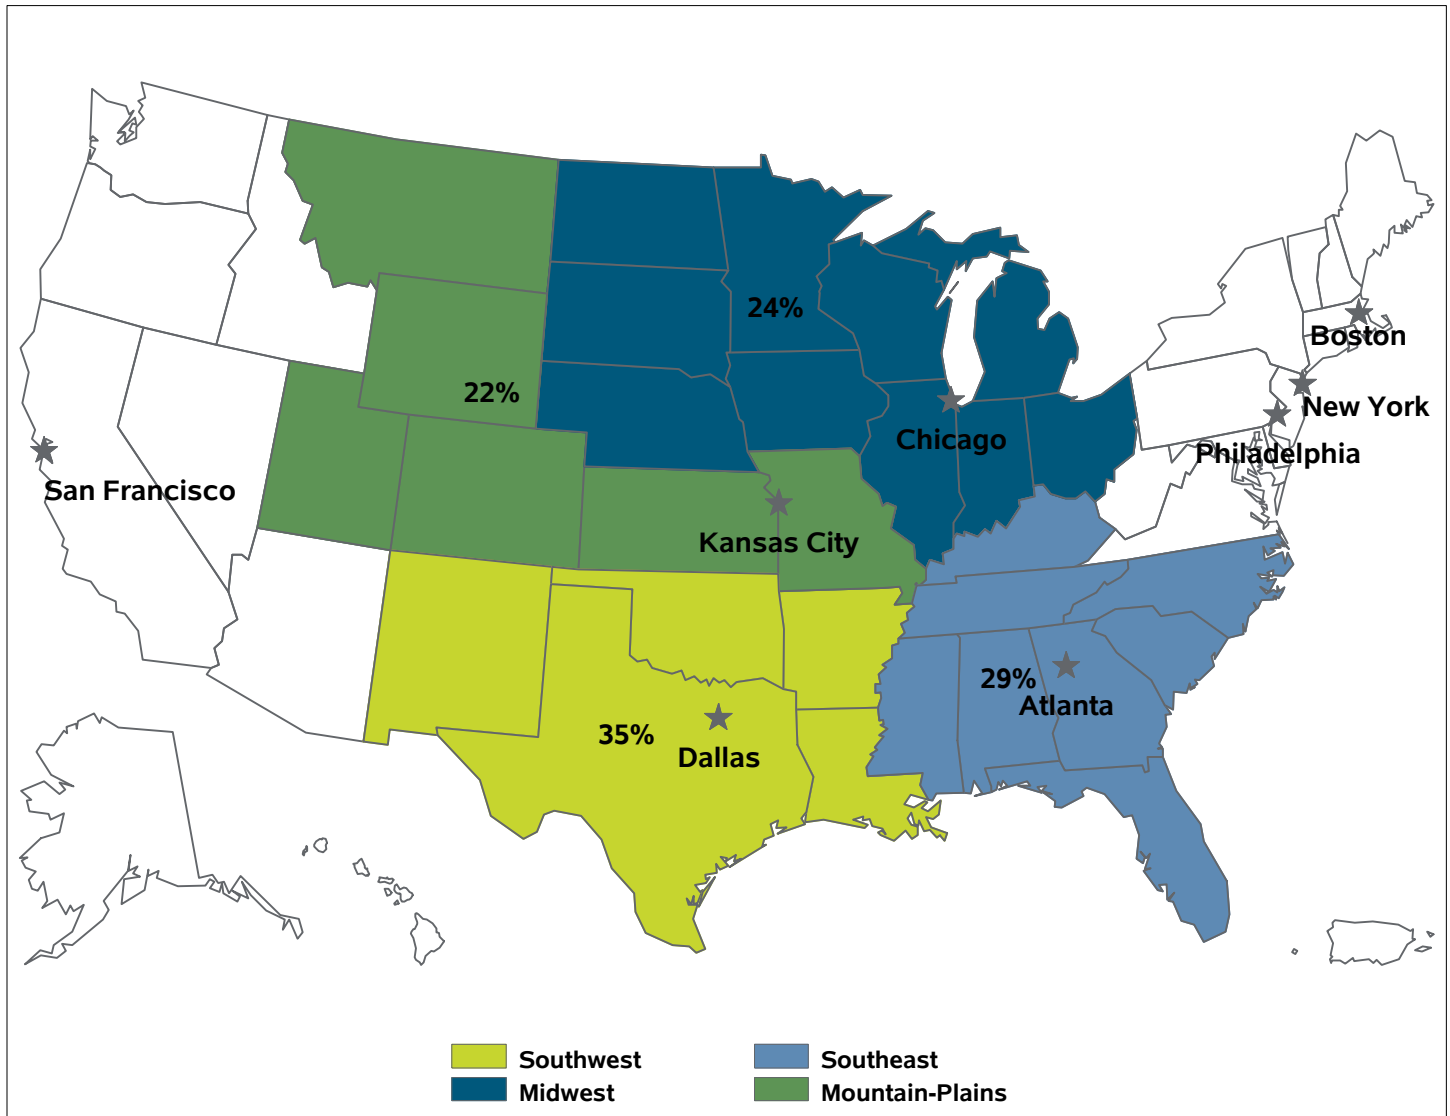 24%
Boston
22%
New York
Chicago
Philadelphia
San Francisco
Kansas City
29%
Atlanta
35%
Dallas
Southwest
Southeast
Midwest
Mountain-Plains